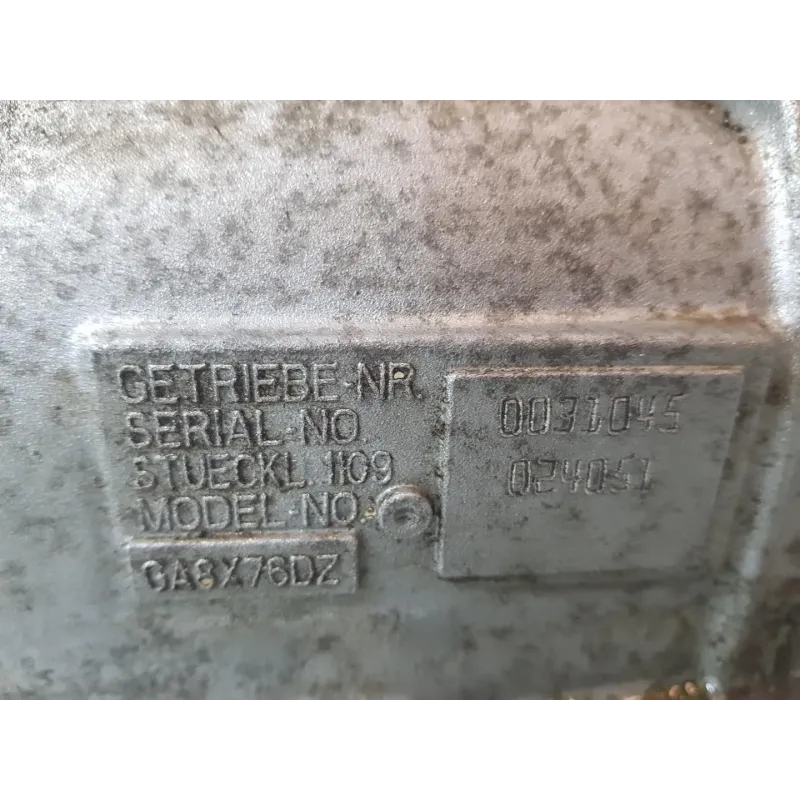 GETRIEBE-NR.
SERIAL-NO. 0031045
STUECKL. 1109 024051
MODEL-NO
GA8X76DZ